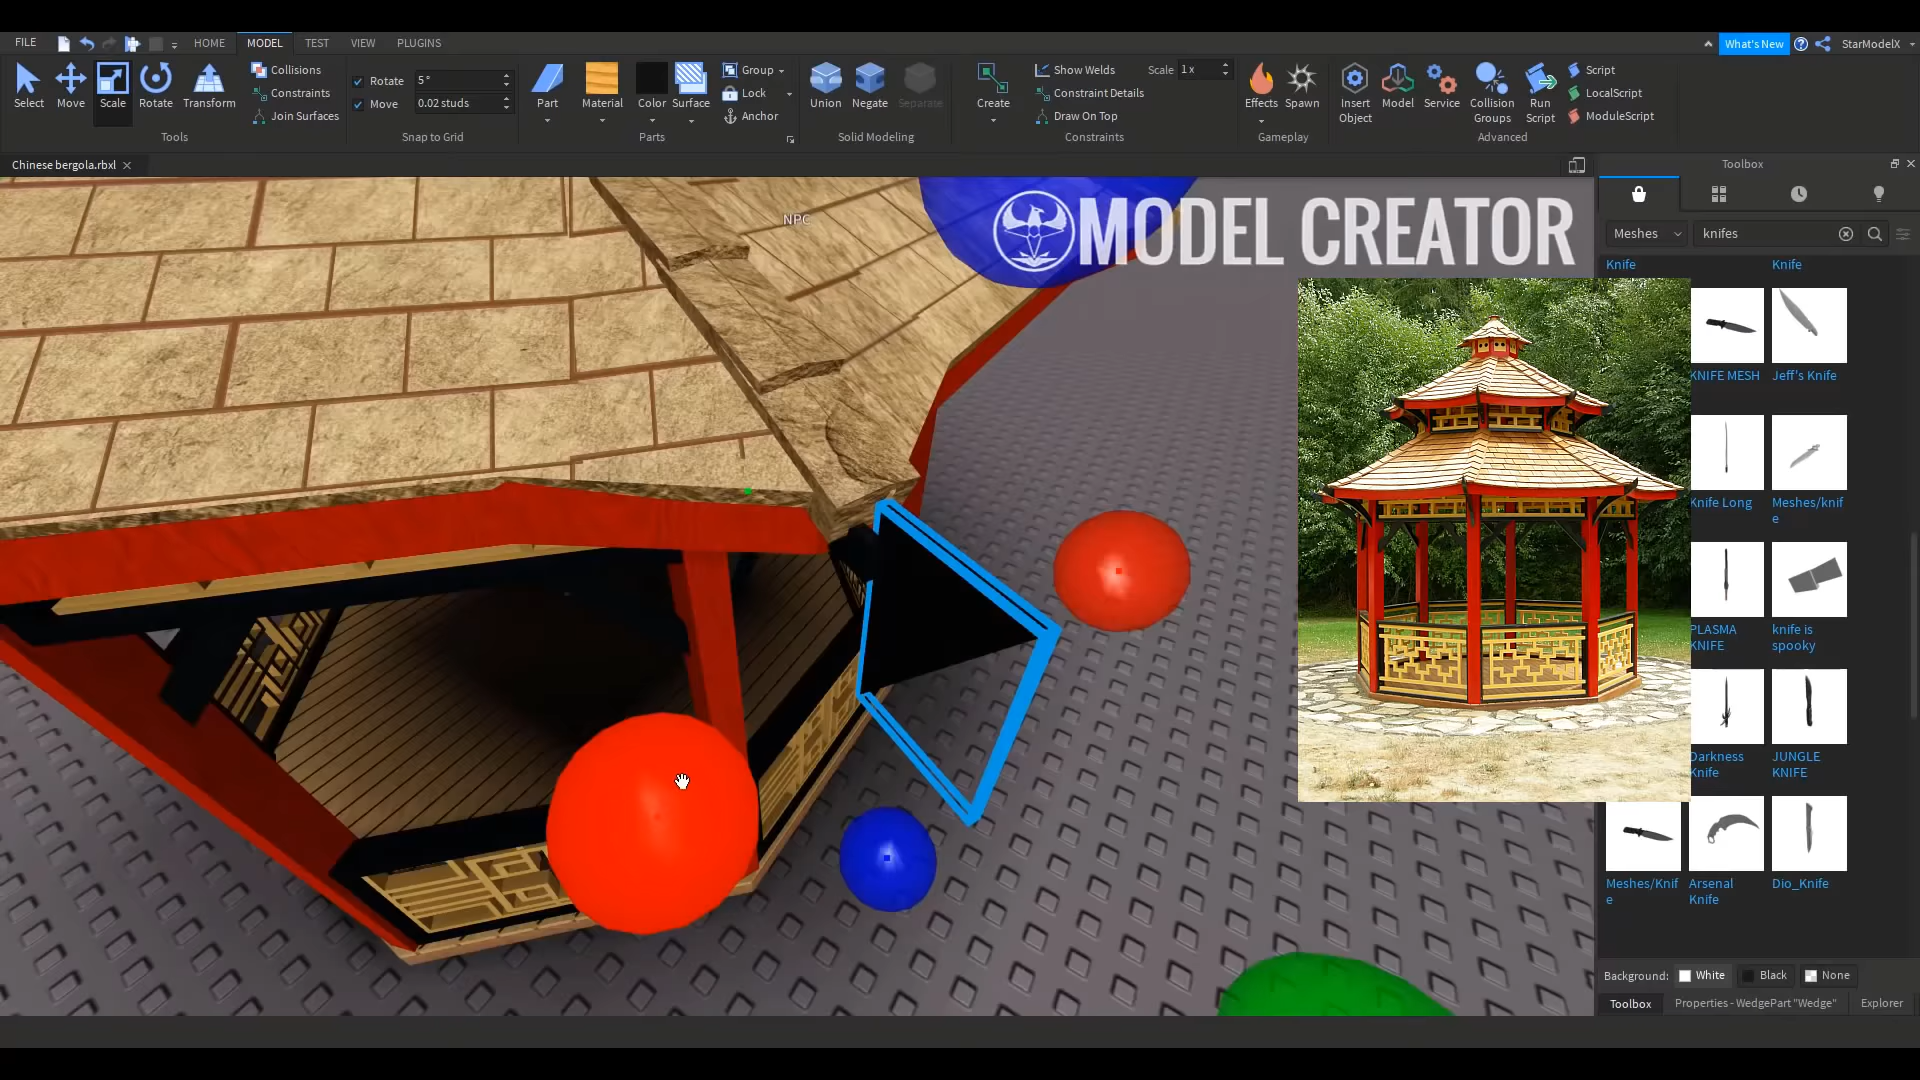 FILE
HOME
MODEL
TEST
VIEW
PLUGINS
What's New
StarModelX
Select
Move
Scale
Rotate
Transform
Collisions
Constraints
Join Surfaces
Tools
Rotate
5 °
Move
0.02 studs
Snap to Grid
Part
Material
Color
Surface
Group
Lock
Anchor
Parts
Union
Negate
Separate
Solid Modeling
Create
Show Welds
Scale
1 x
Constraint Details
Draw On Top
Constraints
Effects
Spawn
Gameplay
Insert
Object
Model
Service
Collision
Groups
Run
Script
Script
LocalScript
ModuleScript
Advanced
Chinese bergola.rbxl
NPC
MODEL CREATOR
Toolbox
Meshes
knifes
Knife
Knife
KNIFE MESH
Jeff's Knife
Knife Long
Meshes/knif
e
PLASMA
KNIFE
knife is
spooky
Darkness
Knife
JUNGLE
KNIFE
Meshes/Knif
e
Arsenal
Knife
Dio_Knife
Background:
White
Black
None
Toolbox
Properties - WedgePart "Wedge"
Explorer